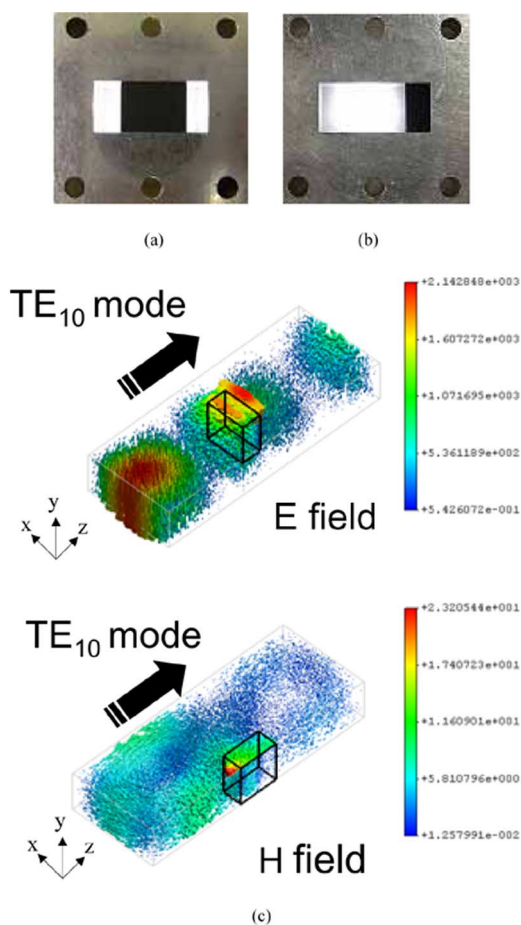 (a)
(b)
TE10 mode
+2.142848e+003
+1.607272e+003
+1.071695e+003
+5.361189e+002
+5.426072e-001
y
x
z
E field
TE10 mode
+2.320544e+001
+1.740723e+001
+1.160901e+001
+5.810796e+000
+1.257991e-002
y
x
z
H field
(c)